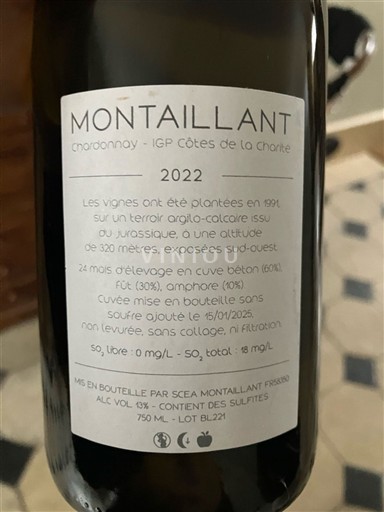 MONTAILLANT
Chardonnay - IGP Côtes de la Charité
2022
Les vignes ont été plantées en 1991
sur un terroir argilo-calcaire issu
du jurassique, à une altitude
de 320 mètres, exposées sud-ouest.
VINIOU
24 mois d'élevage en cuve béton (60%),
fût (30%), amphore (10%)
Cuvée mise en bouteille sans
soufre ajouté le 15/01/2025,
non levurée, sans collage, ni filtration.
SO2 libre : 0 mg/L - SO2 total : 18 mg/L
MIS EN BOUTEILLE PAR SCEA MONTAILLANT
ALC VOL 13% - CONTIENT DES SULFITES
750 ML - LOT BL221